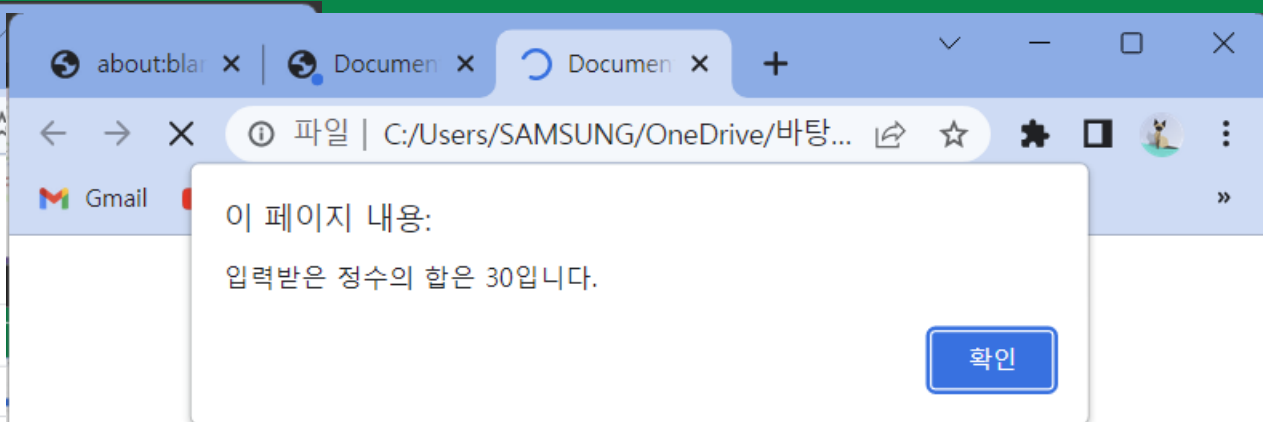 about:bla
Documen
Documen
파일 | C:/Users/SAMSUNG/OneDrive/바탕...
Gmail
이 페이지 내용:
입력받은 정수의 합은 30입니다.
확인